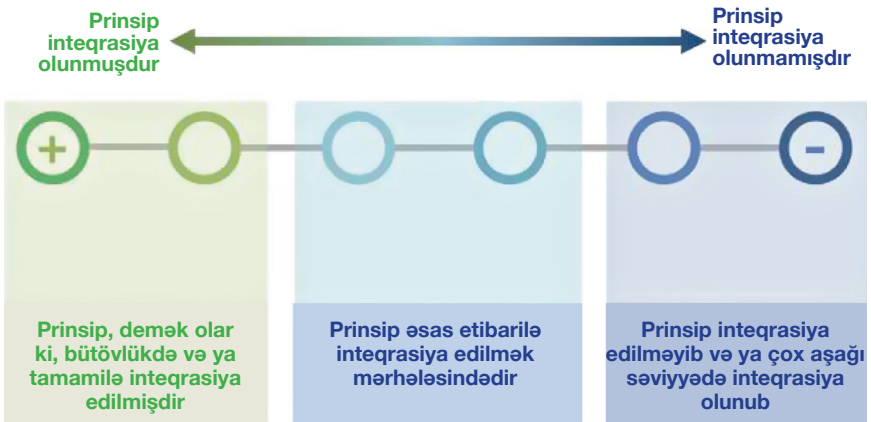 Prinsip
inteqrasiya
olunmuşdur
Prinsip
inteqrasiya
olunmamışdır
+
-
Prinsip, demək olar
ki, bütövlükdə və ya
tamamilə inteqrasiya
edilmişdir
Prinsip əsas etibarilə
inteqrasiya edilmək
mərhələsindədir
Prinsip inteqrasiya
edilməyib və ya çox aşağı
səviyyədə inteqrasiya
olunub